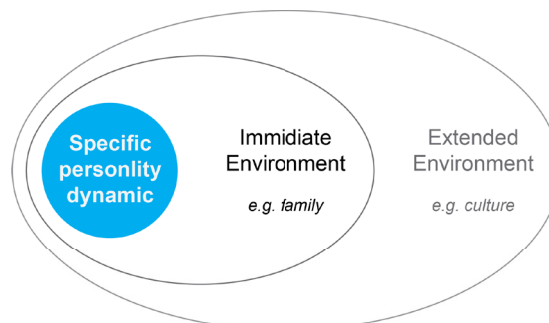 Specific
personlity
dynamic
Immidiate
Environment
e.g. family
Extended
Environment
e.g. culture